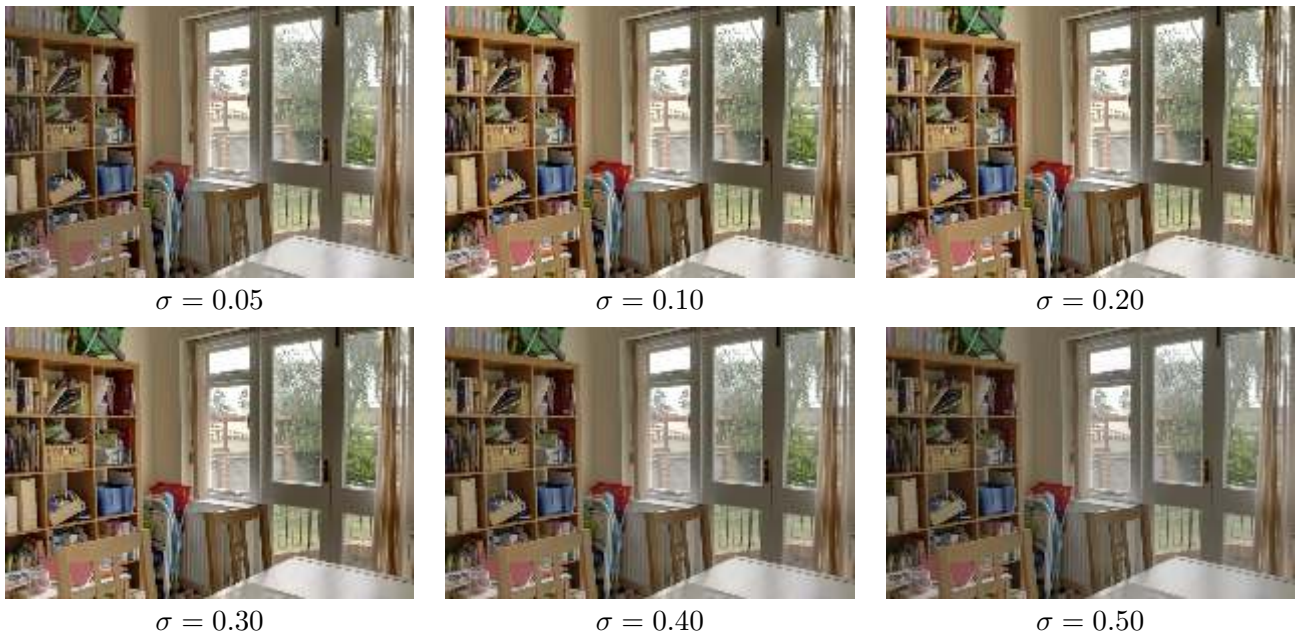 σ = 0.05
σ = 0.10
σ = 0.20
σ = 0.30
σ = 0.40
σ = 0.50